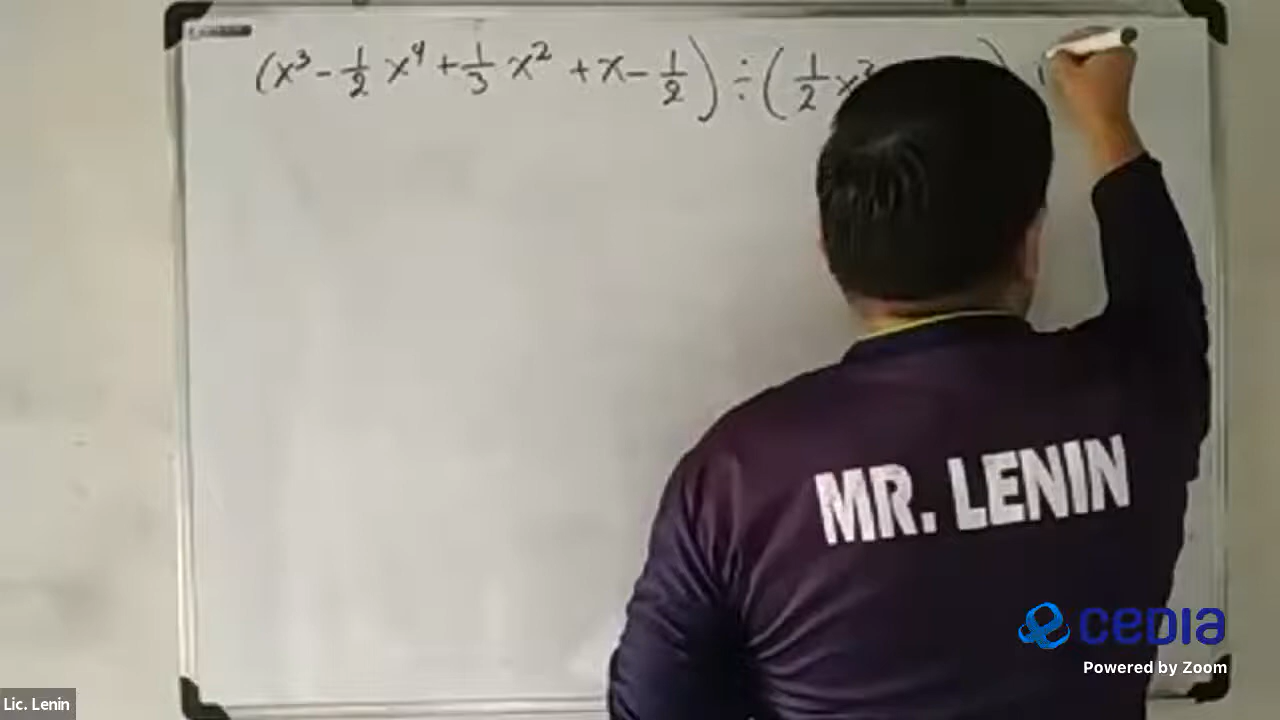 (x³ - 1/2 x⁴ + 1/3 x² + x - 1/2) ÷ (1/2 x
MR. LENIN
CEDIA
Powered by Zoom
Lic. Lenin